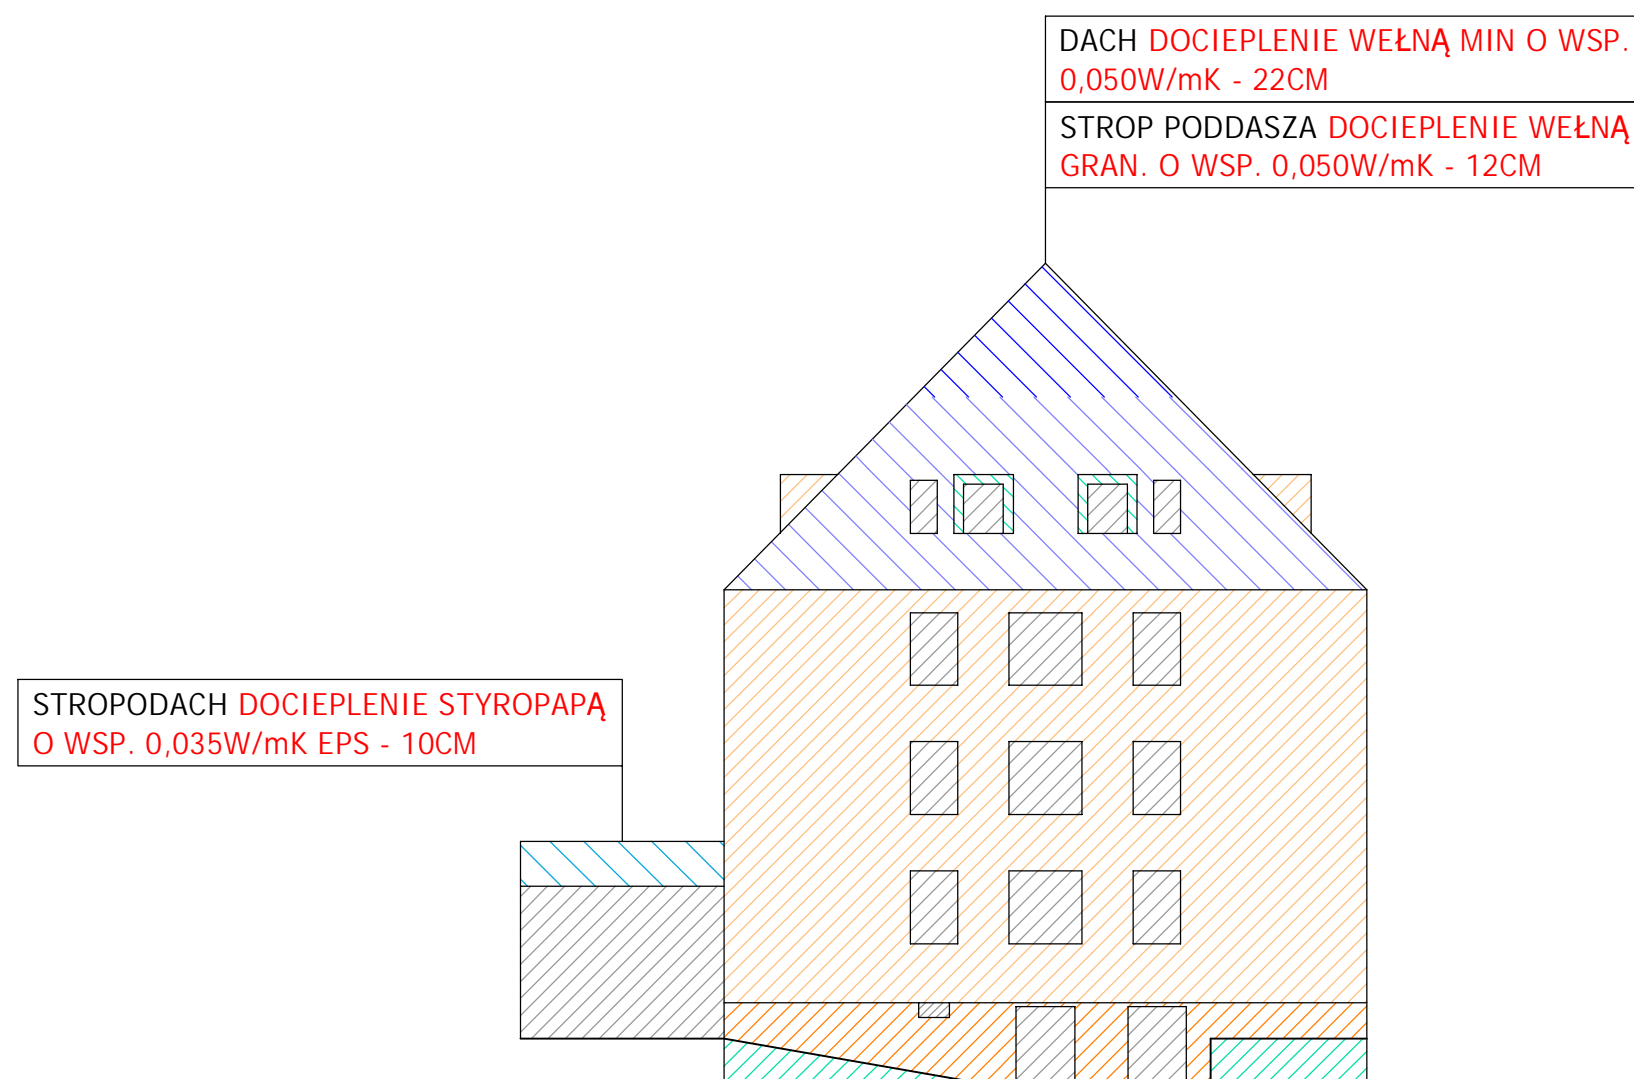 DACH DOCIEPLENIE WEŁNĄ MIN O WSP.
0,050W/mK - 22CM
STROP PODDASZA DOCIEPLENIE WEŁNĄ
GRAN. O WSP. 0,050W/mK - 12CM
STROPODACH DOCIEPLENIE STYROPAPĄ
O WSP. 0,035W/mK EPS - 10CM